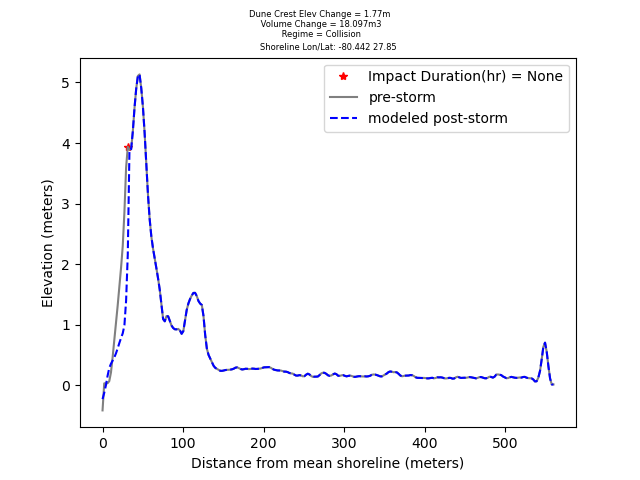 Dune Crest Elev Change = 1.77m
Volume Change = 18.097m3
Regime = Collision
Shoreline Lon/Lat: -80.442 27.85
Impact Duration(hr) = None
pre-storm
modeled post-storm
Elevation (meters)
5
4
3
2
1
0
0 100 200 300 400 500
Distance from mean shoreline (meters)